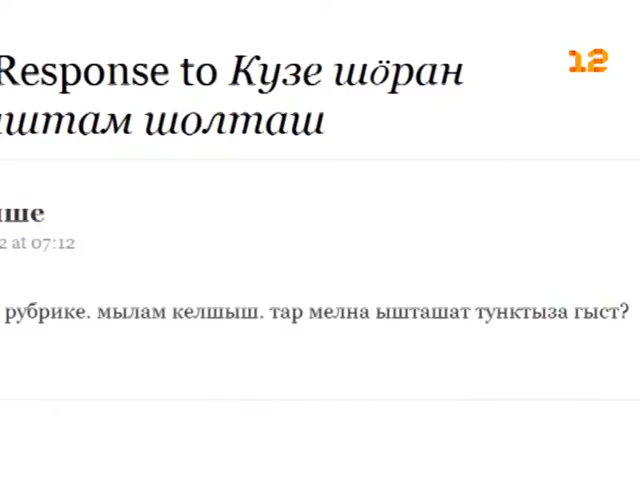 12
Response to Кузе шӧран
штам шолташ
ше
2 at 07:12
рубрике. мылам келшыш. тар мелна ышташат тунктыза гыст?